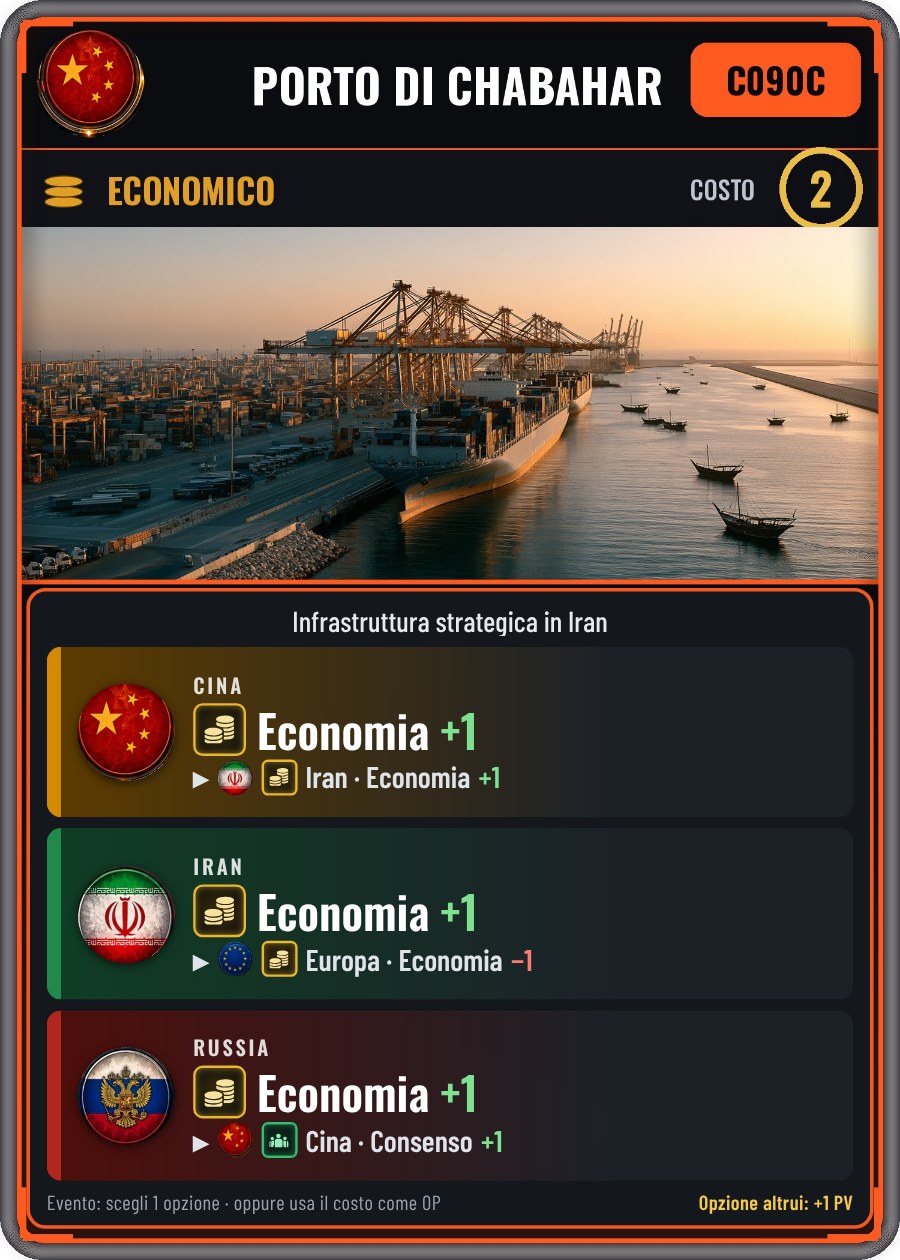 PORTO DI CHABAHAR C090C
ECONOMICO COSTO 2
Infrastruttura strategica in Iran
CINA
Economia +1
▶ Iran · Economia +1
IRAN
Economia +1
▶ Europa · Economia −1
RUSSIA
Economia +1
▶ Cina · Consenso +1
Evento: scegli 1 opzione · oppure usa il costo come OP Opzione altrui: +1 PV